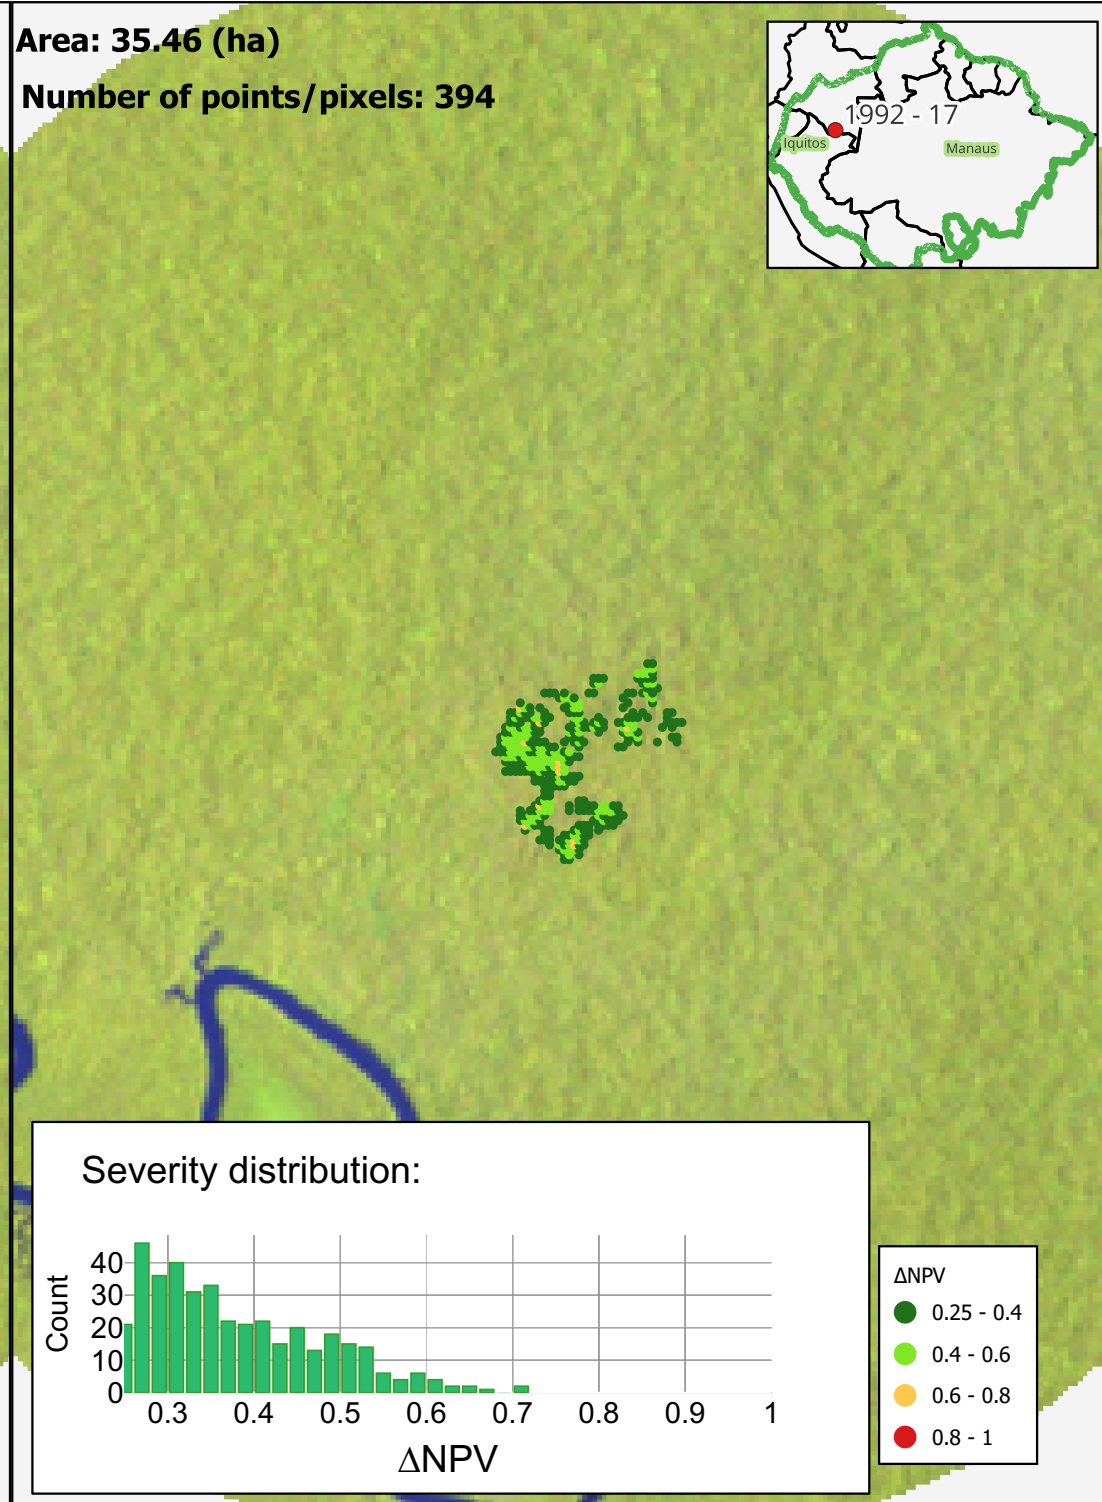 Area: 35.46 (ha)
Number of points/pixels: 394
1992 - 17
Iquitos
Manaus
Severity distribution:
Count
40
30
20
10
0
0.3 0.4 0.5 0.6 0.7 0.8 0.9 1
ΔNPV
ΔNPV
0.25 - 0.4
0.4 - 0.6
0.6 - 0.8
0.8 - 1